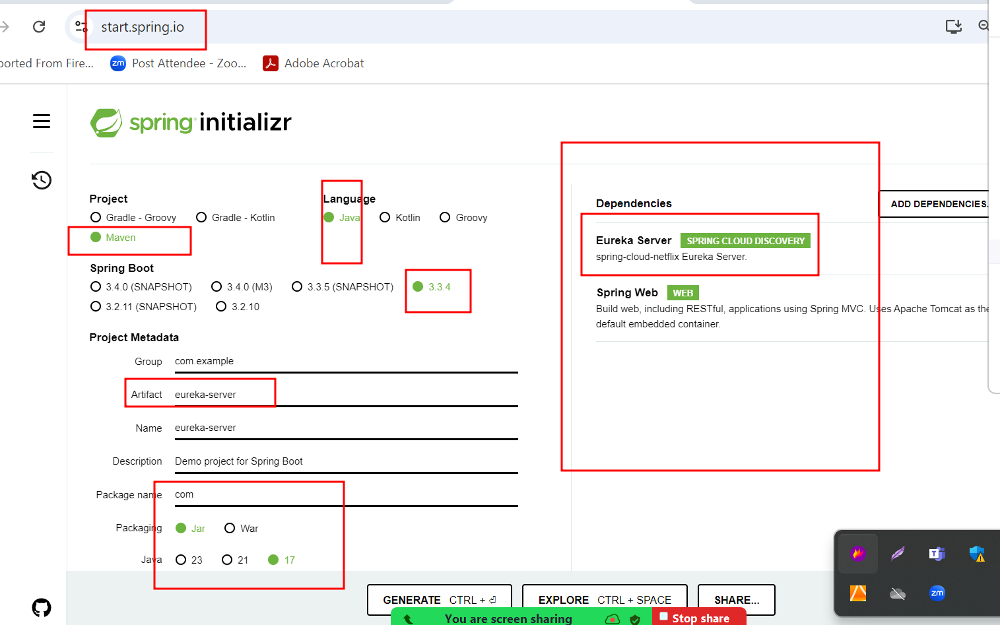 start.spring.io
ported From Fire...
zm
Post Attendee - Zoo...
Adobe Acrobat
spring initializr
Project
Language
Gradle - Groovy
Gradle - Kotlin
Java
Kotlin
Groovy
Maven
Spring Boot
3.4.0 (SNAPSHOT)
3.4.0 (M3)
3.3.5 (SNAPSHOT)
3.3.4
3.2.11 (SNAPSHOT)
3.2.10
Project Metadata
Group com.example
Artifact eureka-server
Name eureka-server
Description Demo project for Spring Boot
Package name com
Packaging Jar War
Java 23 21 17
Dependencies
ADD DEPENDENCIES.
Eureka Server SPRING CLOUD DISCOVERY
spring-cloud-netflix Eureka Server.
Spring Web WEB
Build web, including RESTful, applications using Spring MVC. Uses Apache Tomcat as the
default embedded container.
GENERATE CTRL + ⏎
EXPLORE CTRL + SPACE
SHARE...
You are screen sharing
Stop share
zm